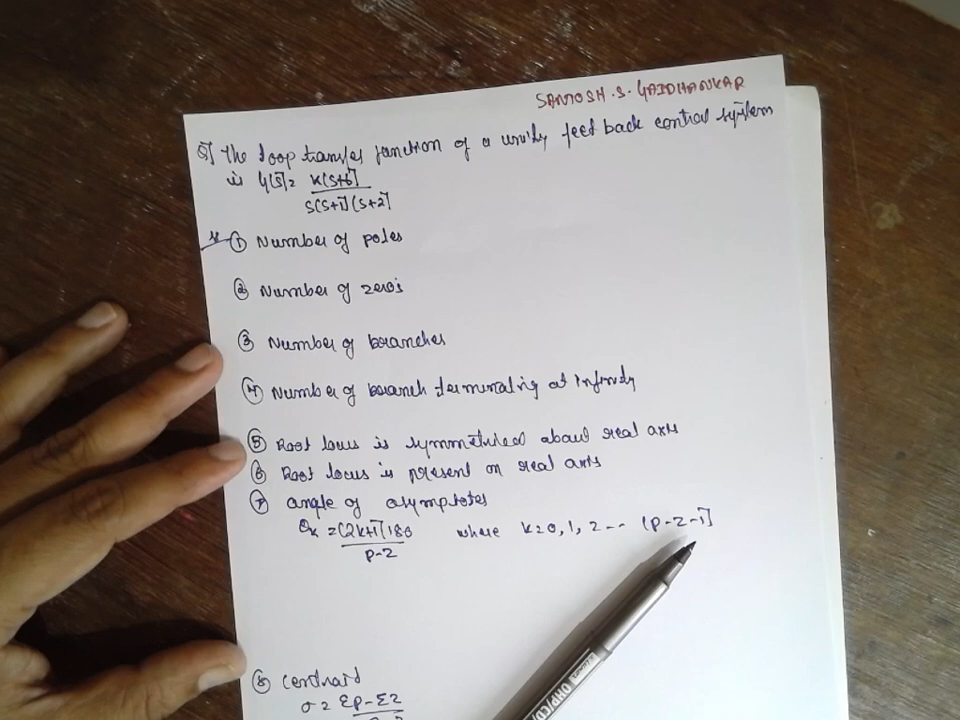 SANTOSH.S.GAIDHANKAR
Q] The loop transfer function of a unity feed back control system
is G(S)= K(S+6)
S(S+1)(S+2)
① Number of poles
② Number of zero's
③ Number of branches
④ Number of branch terminating at infinity
⑤ Root locus is symmetrical about real axis
⑥ Root locus is present on real axis
⑦ angle of asymptotes
θk = (2k+1)180 where k=0,1,2-- (p-z-1]
p-z
⑧ centroid
σ = Σp-Σz
OHP/CD